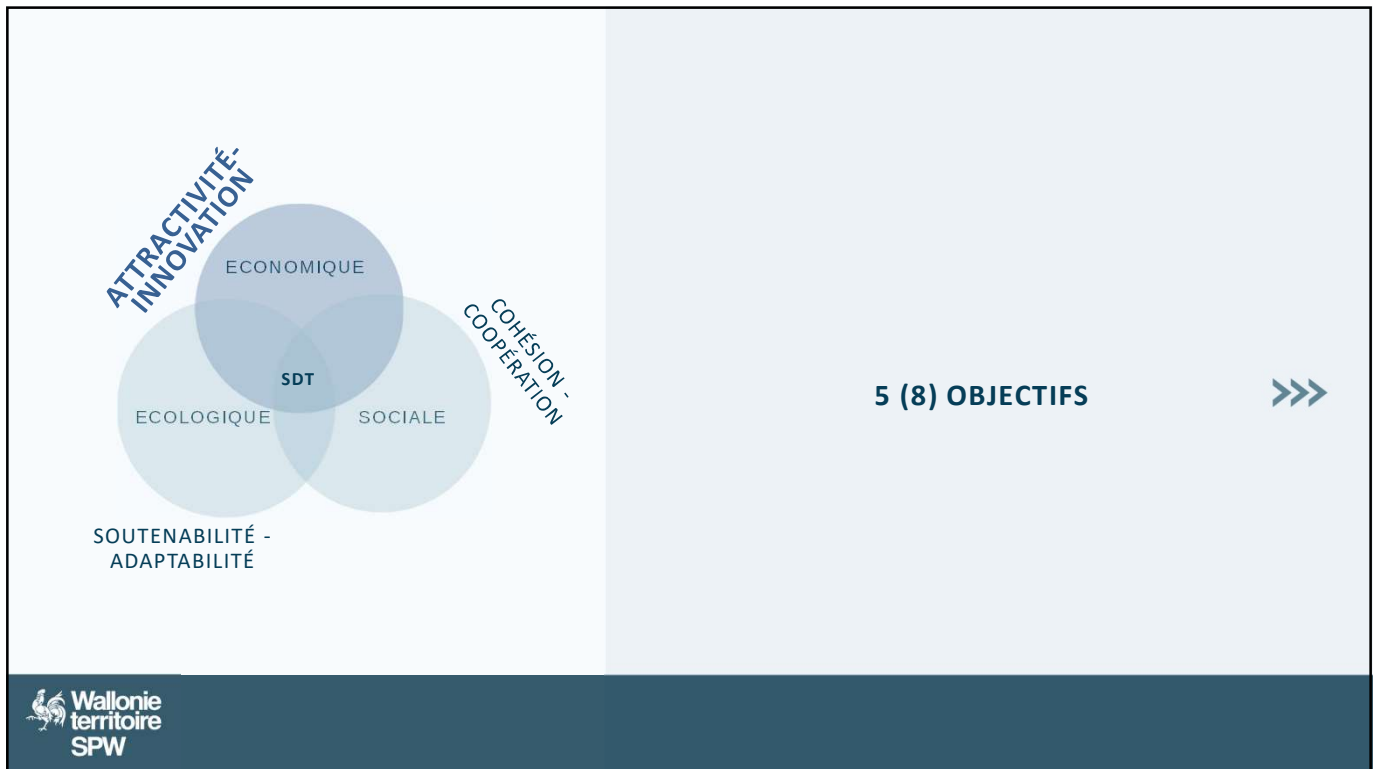 ATTRACTIVITÉ-
INNOVATION
ECONOMIQUE
COHÉSION -
COOPÉRATION
SDT
ECOLOGIQUE
SOCIALE
SOUTENABILITÉ -
ADAPTABILITÉ
5 (8) OBJECTIFS
>>>
Wallonie
territoire
SPW